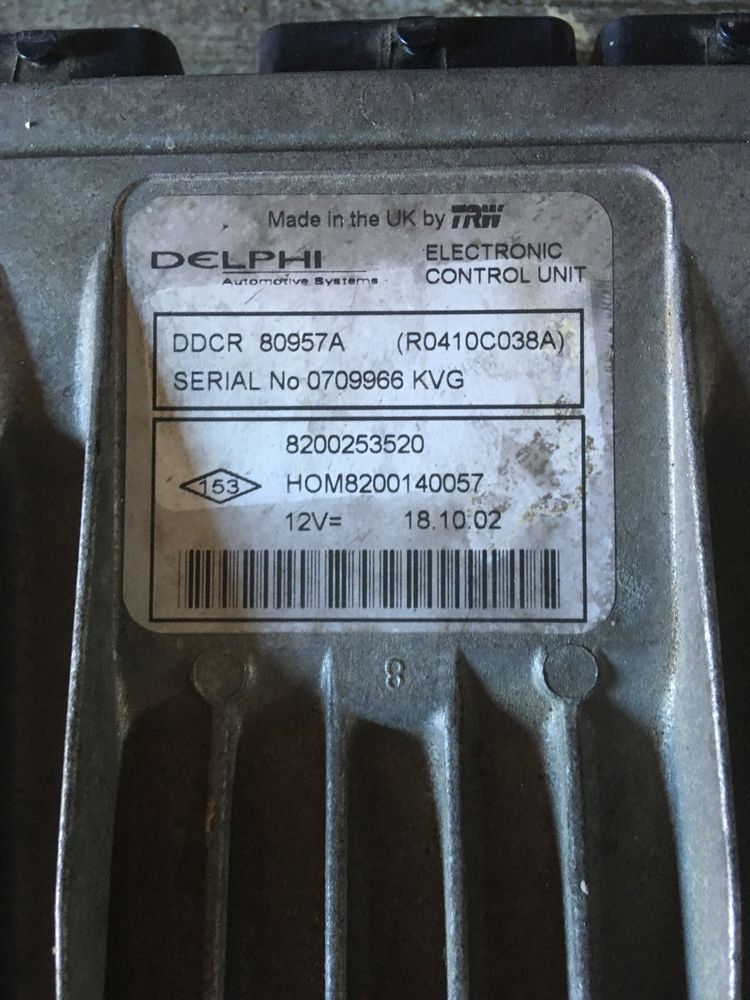 Made in the UK by TRW
DELPHI
Automotive Systems
ELECTRONIC
CONTROL UNIT
DDCR 80957A (R0410C038A)
SERIAL No 0709966 KVG
8200253520
153 HOM8200140057
12V= 18.10.02
8